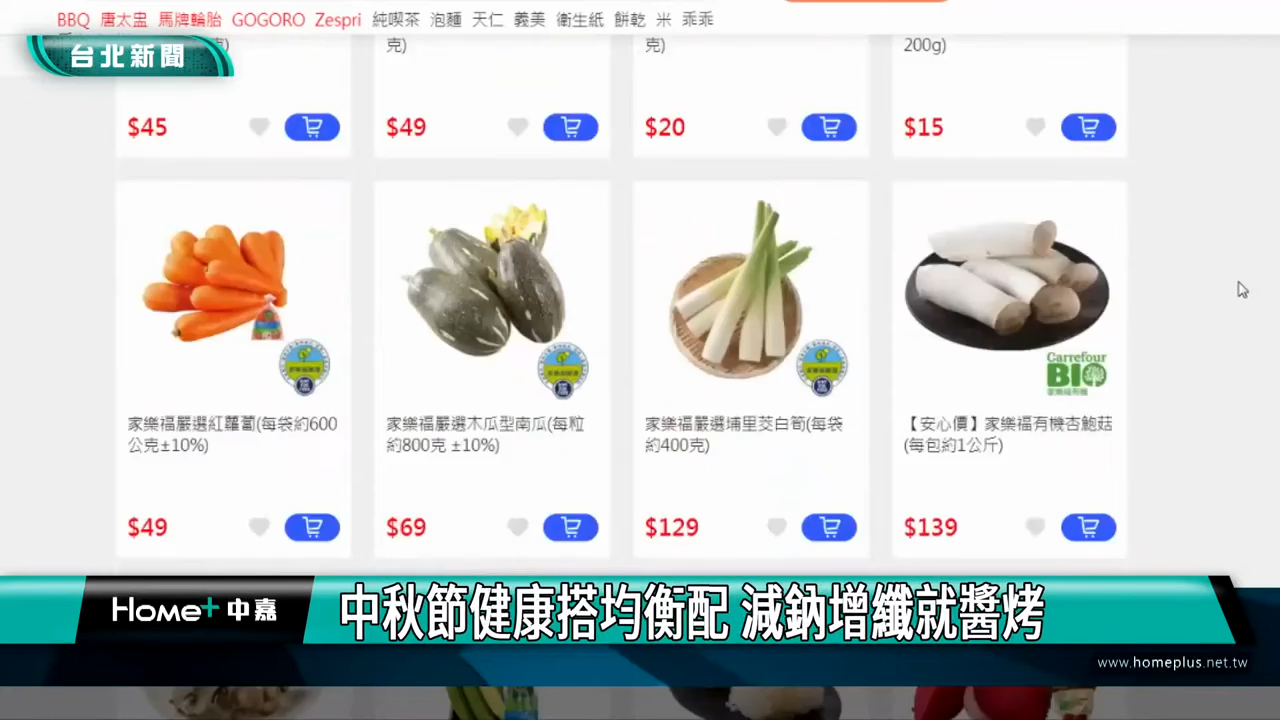 BBQ 唐太盅 馬牌輪胎 GOGORO Zespri 純喫茶 泡麵 天仁 義美 衛生紙 餅乾 米 乖乖
台北新聞
克)
克)
200g)
$45
$49
$20
$15
Carrefour
BIO
家樂福有機
家樂福嚴選紅蘿蔔(每袋約600
公克±10%)
家樂福嚴選木瓜型南瓜(每粒
約800克 ±10%)
家樂福嚴選埔里茭白筍(每袋
約400克)
【安心價】家樂福有機杏鮑菇
(每包約1公斤)
$49
$69
$129
$139
Home+中嘉
中秋節健康搭均衡配 減鈉增纖就醬烤
www.homeplus.net.tw